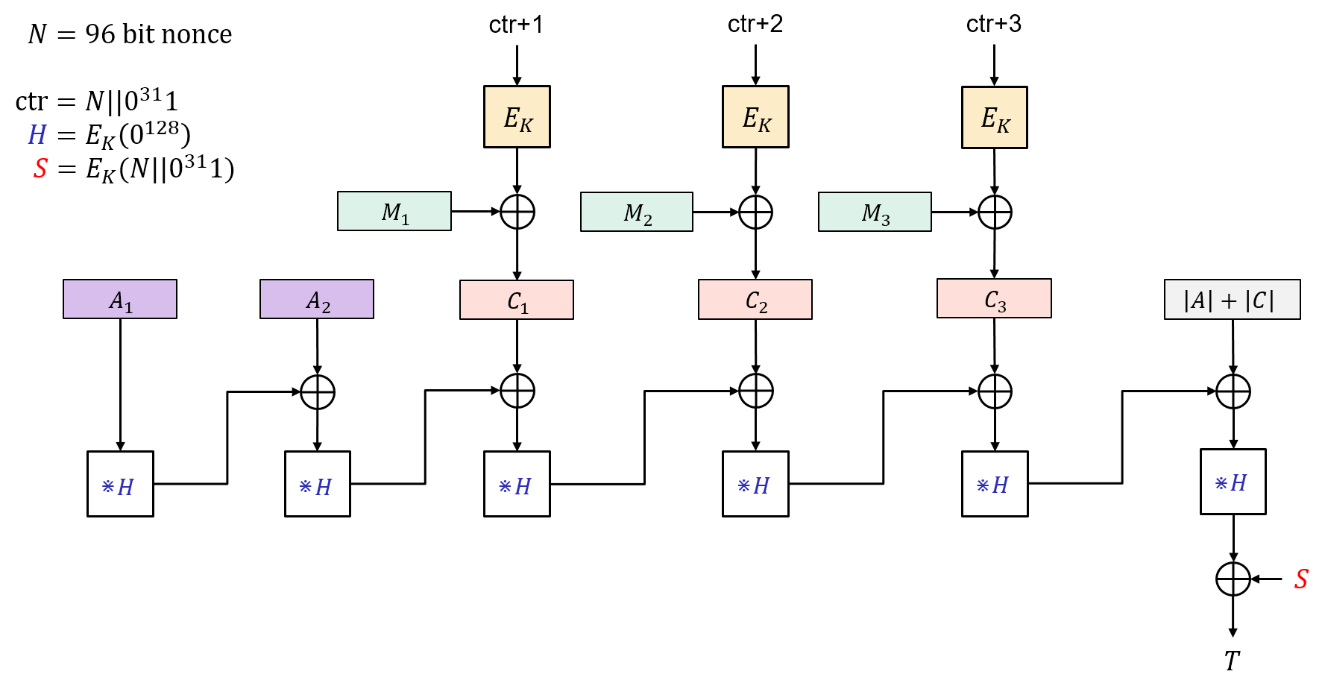 N = 96 bit nonce
ctr = N||0³¹1
H = E_K(0¹²⁸)
S = E_K(N||0³¹1)
ctr+1 ctr+2 ctr+3
E_K E_K E_K
M₁ M₂ M₃
A₁ A₂ C₁ C₂ C₃ |A| + |C|
⋇H ⋇H ⋇H ⋇H ⋇H ⋇H
S
T